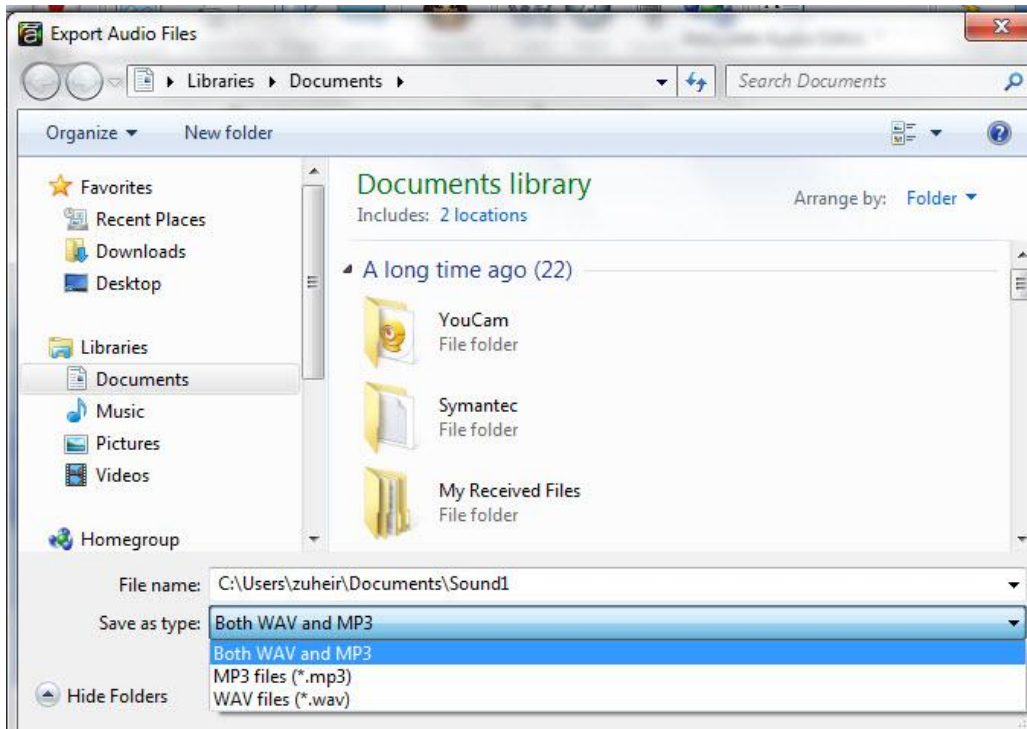 Export Audio Files
Libraries Documents
Search Documents
Organize New folder
Favorites
Recent Places
Downloads
Desktop
Libraries
Documents
Music
Pictures
Videos
Homegroup
Documents library
Includes: 2 locations
Arrange by: Folder
A long time ago (22)
YouCam
File folder
Symantec
File folder
My Received Files
File folder
File name: C:\Users\zuheir\Documents\Sound1
Save as type: Both WAV and MP3
Both WAV and MP3
MP3 files (*.mp3)
WAV files (*.wav)
Hide Folders